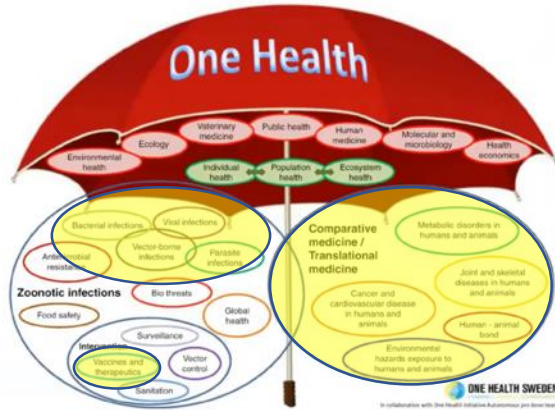 One Health
Environmental
health
Ecology
Veterinary
medicine
Public health
Human
medicine
Molecular and
microbiology
Health
economics
Individual
health
Population
health
Ecosystem
health
Bacterial infections
Viral infections
Vector-borne
infections
Parasite
infections
Antimicrobial
resistance
Zoonotic infections
Bio threats
Food safety
Global
health
Surveillance
Intervention
Vaccines and
therapeutics
Vector
control
Sanitation
Comparative
medicine /
Translational
medicine
Metabolic disorders in
humans and animals
Joint and skeletal
diseases in humans
and animals
Cancer and
cardiovascular disease
in humans and
animals
Human - animal
bond
Environmental
hazards exposure to
humans and animals
ONE HEALTH SWEDE
In collaboration with One Health Initiative Autonomous pro bono